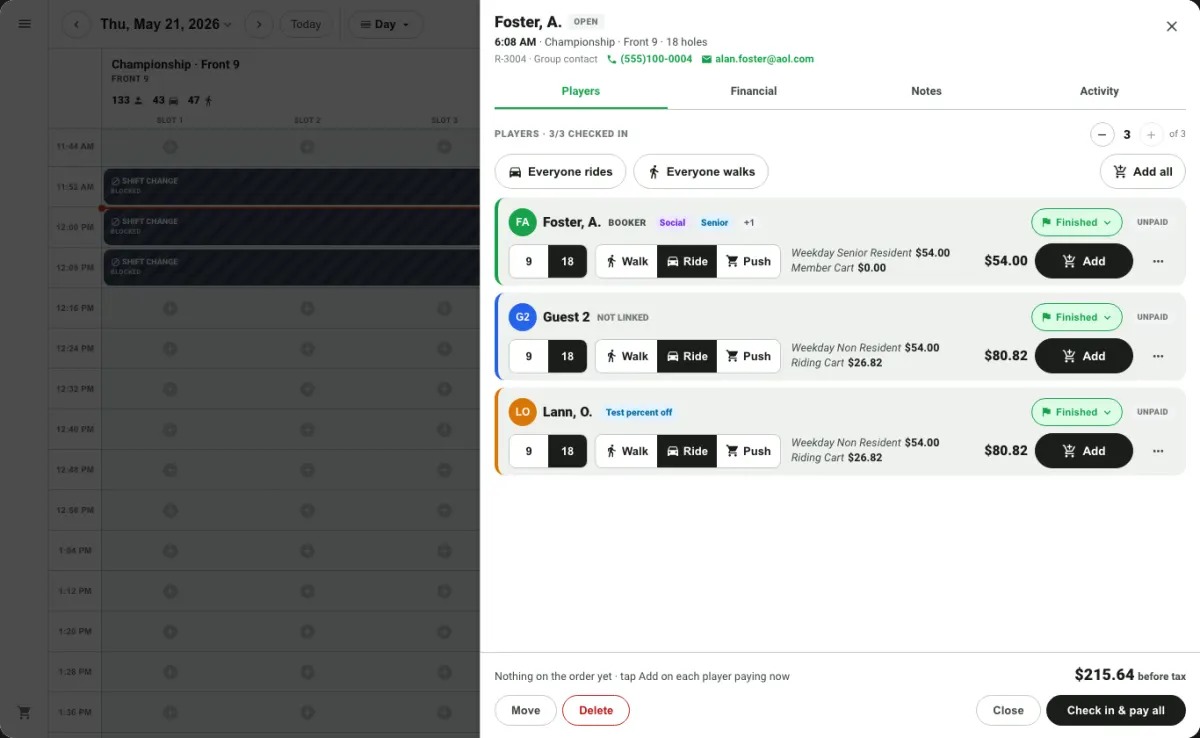 Thu, May 21, 2026
Today
Day
Championship · Front 9
FRONT 9
133 43 47
SLOT 1 SLOT 2 SLOT 3
11:44 AM
11:52 AM
SHIFT CHANGE
BLOCKED
12:00 PM
SHIFT CHANGE
BLOCKED
12:09 PM
SHIFT CHANGE
BLOCKED
12:16 PM
12:24 PM
12:32 PM
12:40 PM
12:48 PM
12:56 PM
1:04 PM
1:12 PM
1:20 PM
1:28 PM
1:36 PM
Foster, A. OPEN
6:08 AM · Championship · Front 9 · 18 holes
R-3004 · Group contact (555)100-0004 alan.foster@aol.com
Players Financial Notes Activity
PLAYERS · 3/3 CHECKED IN
− 3 + of 3
Everyone rides Everyone walks Add all
FA Foster, A. BOOKER Social Senior +1 Finished UNPAID
9 18 Walk Ride Push
Weekday Senior Resident $54.00
Member Cart $0.00
$54.00 Add ...
G2 Guest 2 NOT LINKED Finished UNPAID
9 18 Walk Ride Push
Weekday Non Resident $54.00
Riding Cart $26.82
$80.82 Add ...
LO Lann, O. Test percent off Finished UNPAID
9 18 Walk Ride Push
Weekday Non Resident $54.00
Riding Cart $26.82
$80.82 Add ...
Nothing on the order yet · tap Add on each player paying now
$215.64 before tax
Move Delete Close Check in & pay all